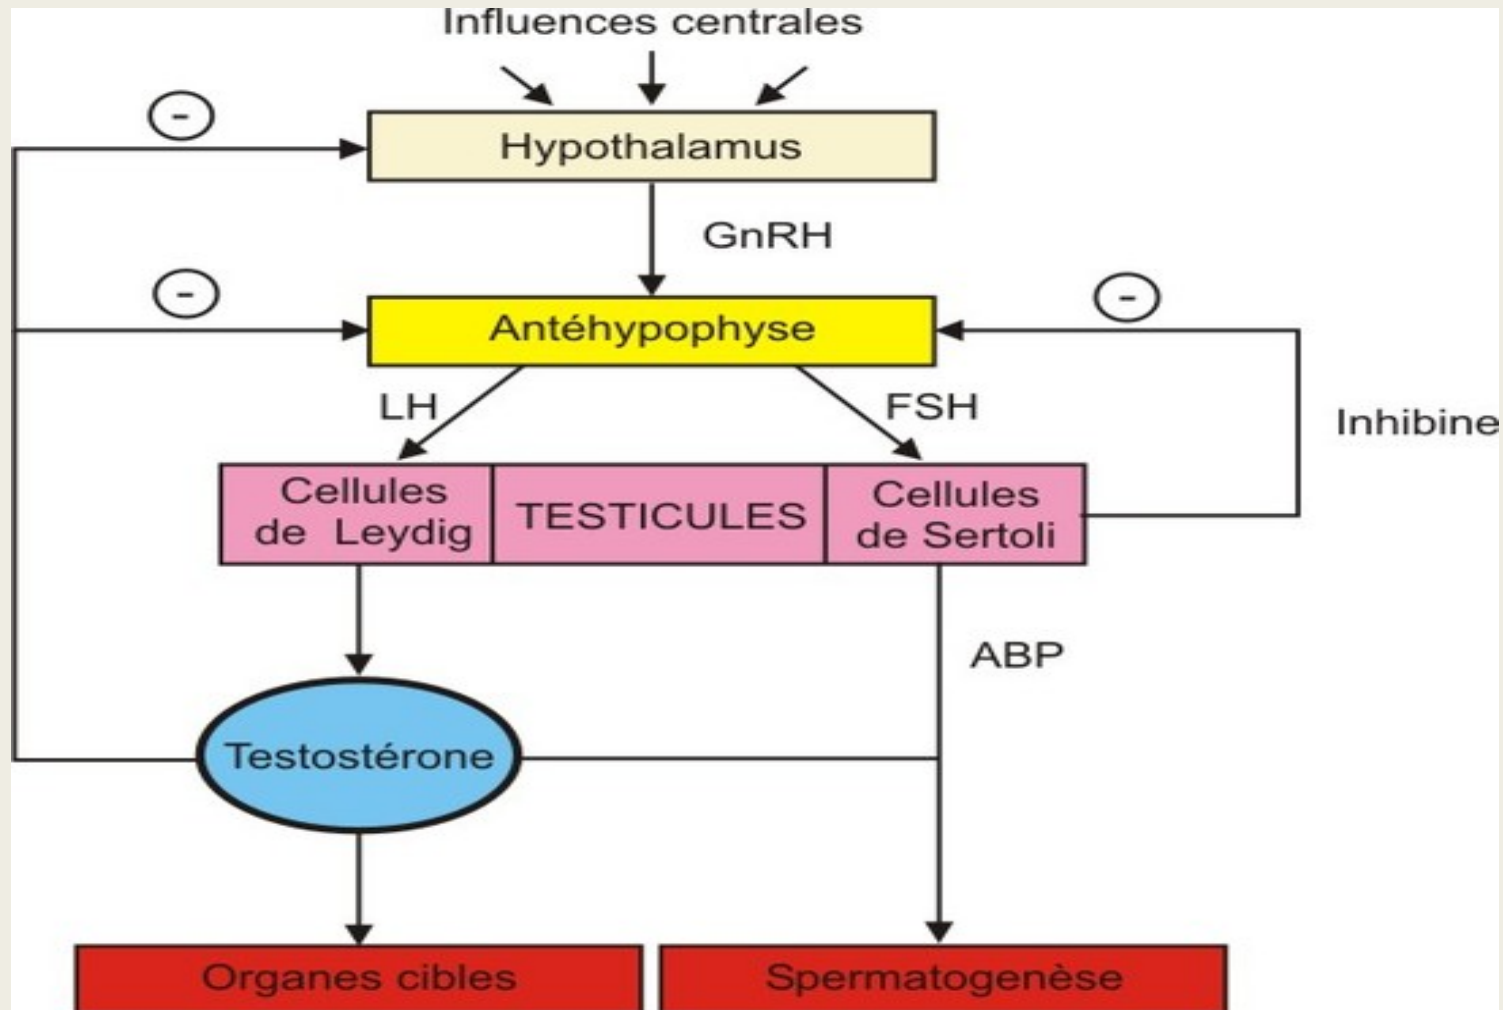 Influences centrales
-
Hypothalamus
GnRH
-
-
Antéhypophyse
LH
FSH
Inhibine
Cellules
de Leydig
TESTICULES
Cellules
de Sertoli
ABP
Testostérone
Organes cibles
Spermatogenèse